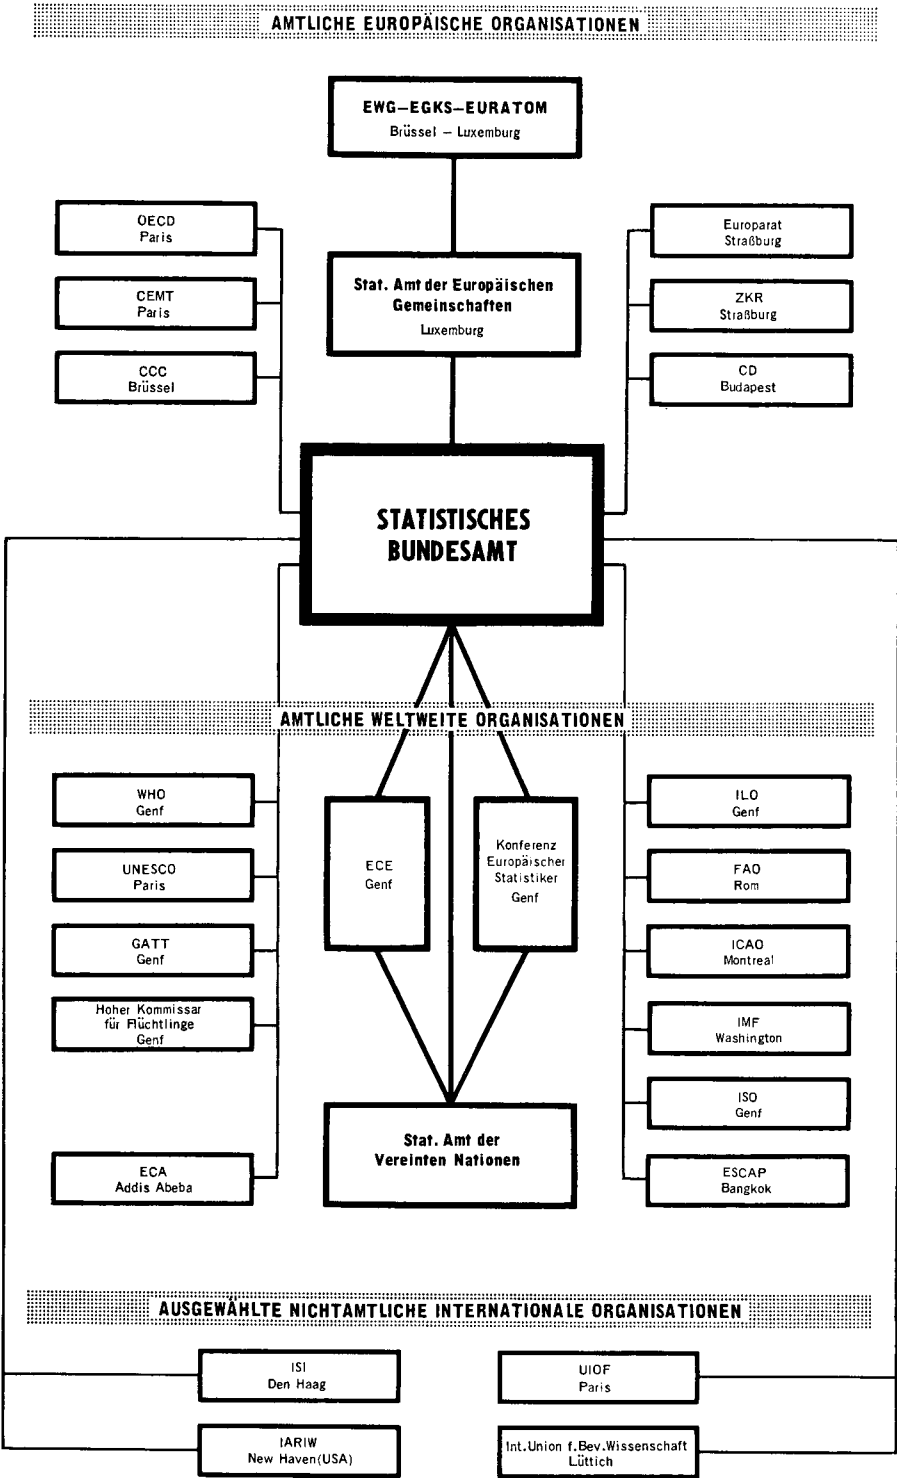 AMTLICHE EUROPÄISCHE ORGANISATIONEN
EWG–EGKS–EURATOM
Brüssel – Luxemburg
OECD
Paris
CEMT
Paris
CCC
Brüssel
Stat. Amt der Europäischen
Gemeinschaften
Luxemburg
Europarat
Straßburg
ZKR
Straßburg
CD
Budapest
STATISTISCHES
BUNDESAMT
AMTLICHE WELTWEITE ORGANISATIONEN
WHO
Genf
UNESCO
Paris
GATT
Genf
Hoher Kommissar
für Flüchtlinge
Genf
ECA
Addis Abeba
ECE
Genf
Konferenz
Europäischer
Statistiker
Genf
Stat. Amt der
Vereinten Nationen
ILO
Genf
FAO
Rom
ICAO
Montreal
IMF
Washington
ISO
Genf
ESCAP
Bangkok
AUSGEWÄHLTE NICHTAMTLICHE INTERNATIONALE ORGANISATIONEN
ISI
Den Haag
IARIW
New Haven(USA)
UIOF
Paris
Int.Union f.Bev.Wissenschaft
Lüttich